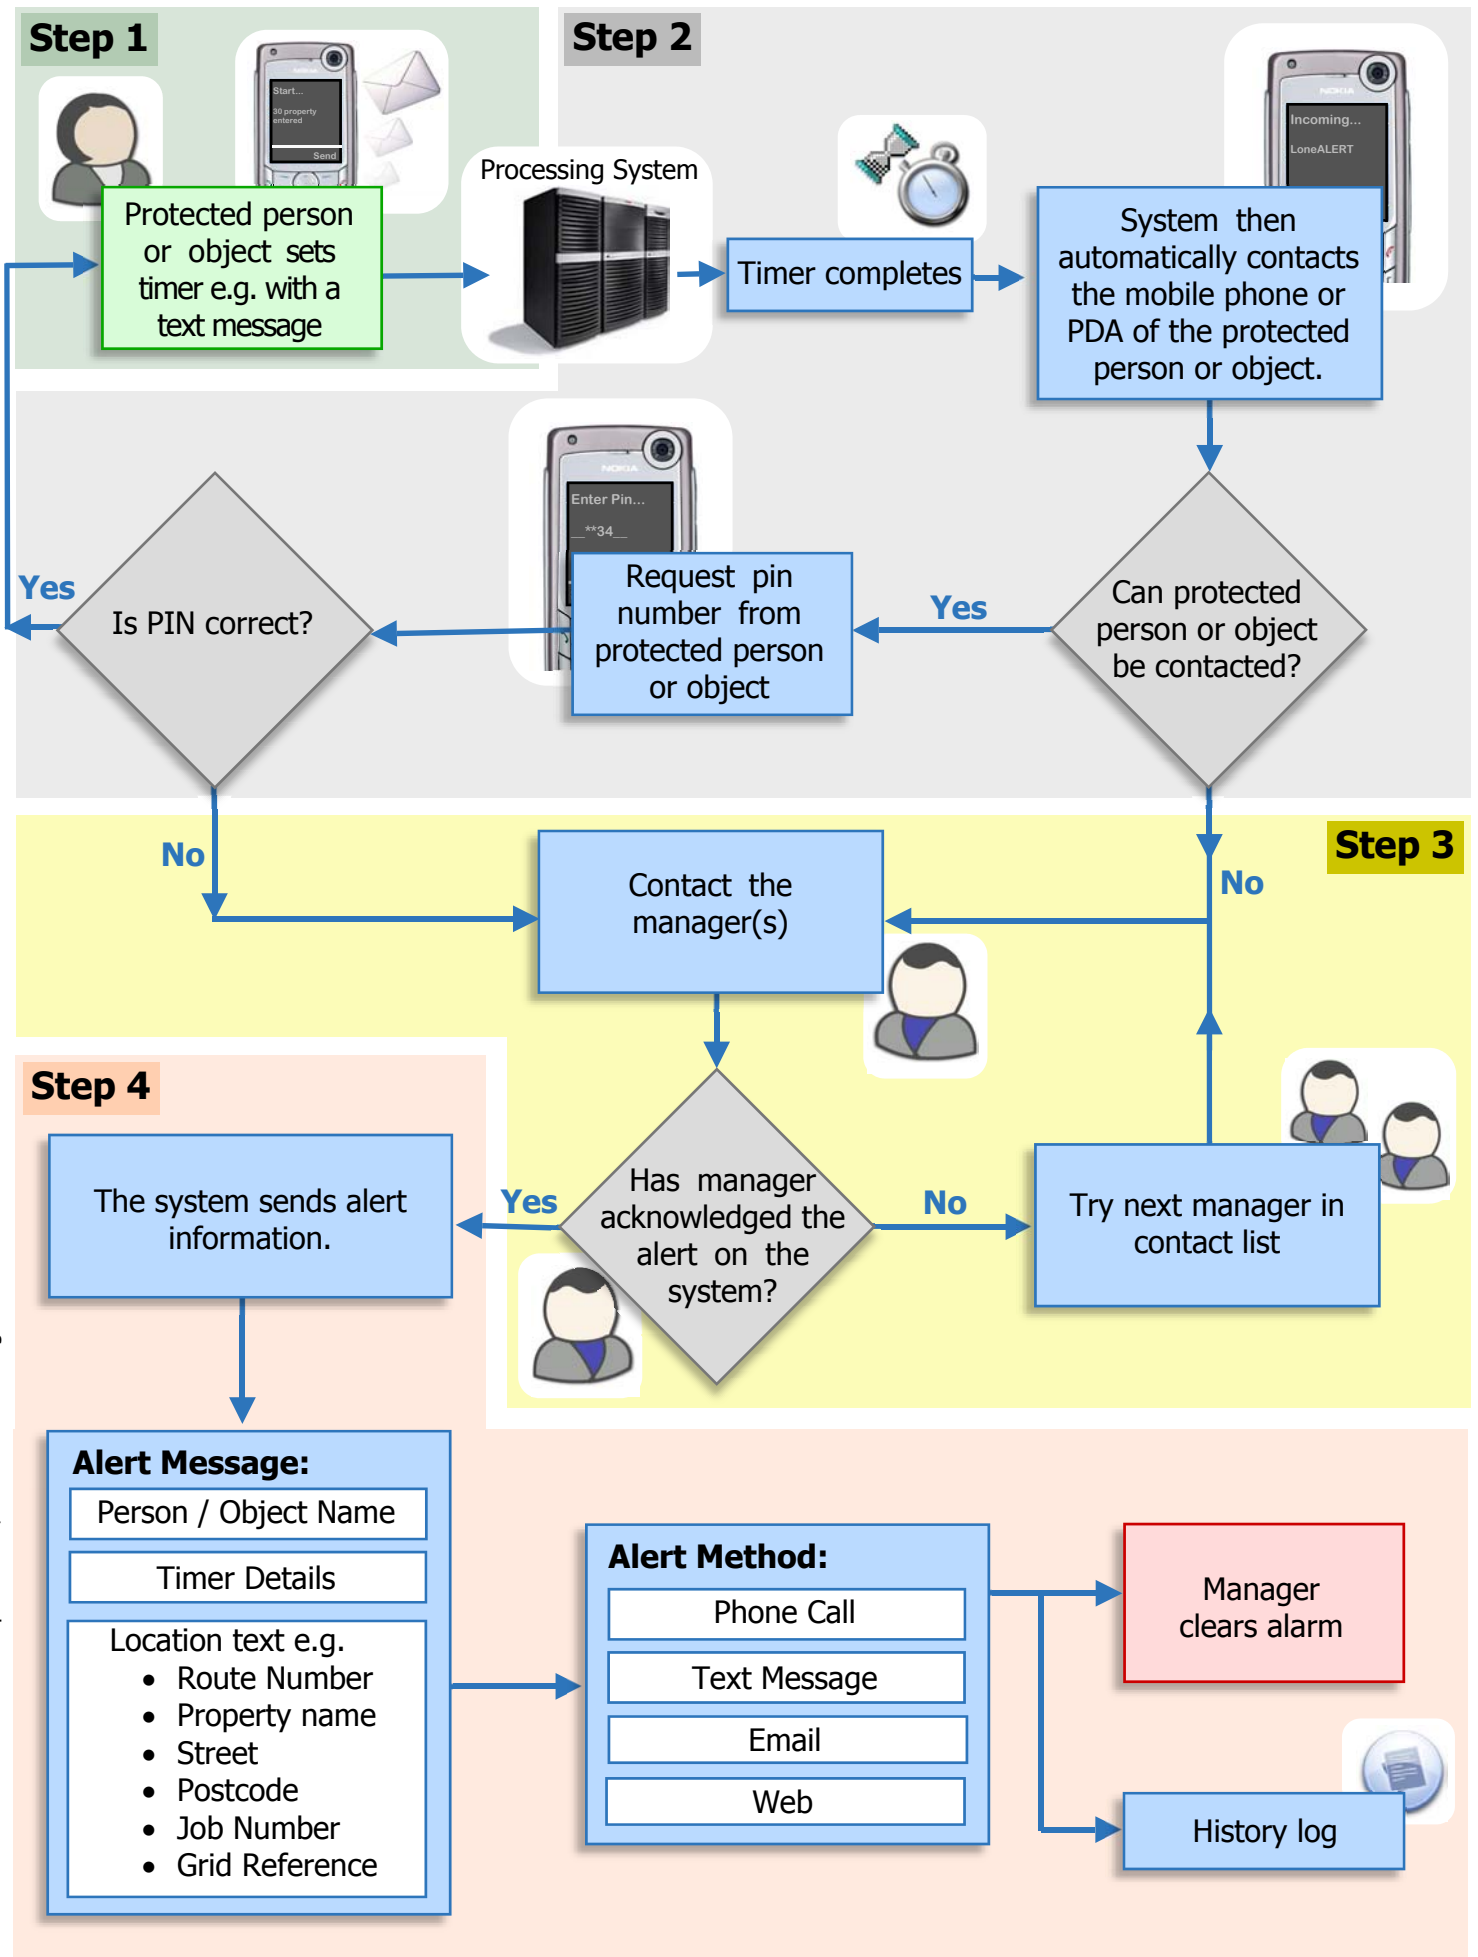 Step 1
Step 2
NOKIA
Start...
30 property
entered
Send
NOKIA
Incoming...
LoneALERT
Processing System
Protected person
or object sets
timer e.g. with a
text message
Timer completes
System then
automatically contacts
the mobile phone or
PDA of the protected
person or object.
NOKIA
Enter Pin...
__**34__
Yes
Is PIN correct?
Request pin
number from
protected person
or object
Yes
Can protected
person or object
be contacted?
Step 3
No
Contact the
manager(s)
No
Step 4
The system sends alert
information.
Yes
Has manager
acknowledged the
alert on the
system?
No
Try next manager in
contact list
Alert Message:
Person / Object Name
Timer Details
Location text e.g.
• Route Number
• Property name
• Street
• Postcode
• Job Number
• Grid Reference
Alert Method:
Phone Call
Text Message
Email
Web
Manager
clears alarm
History log